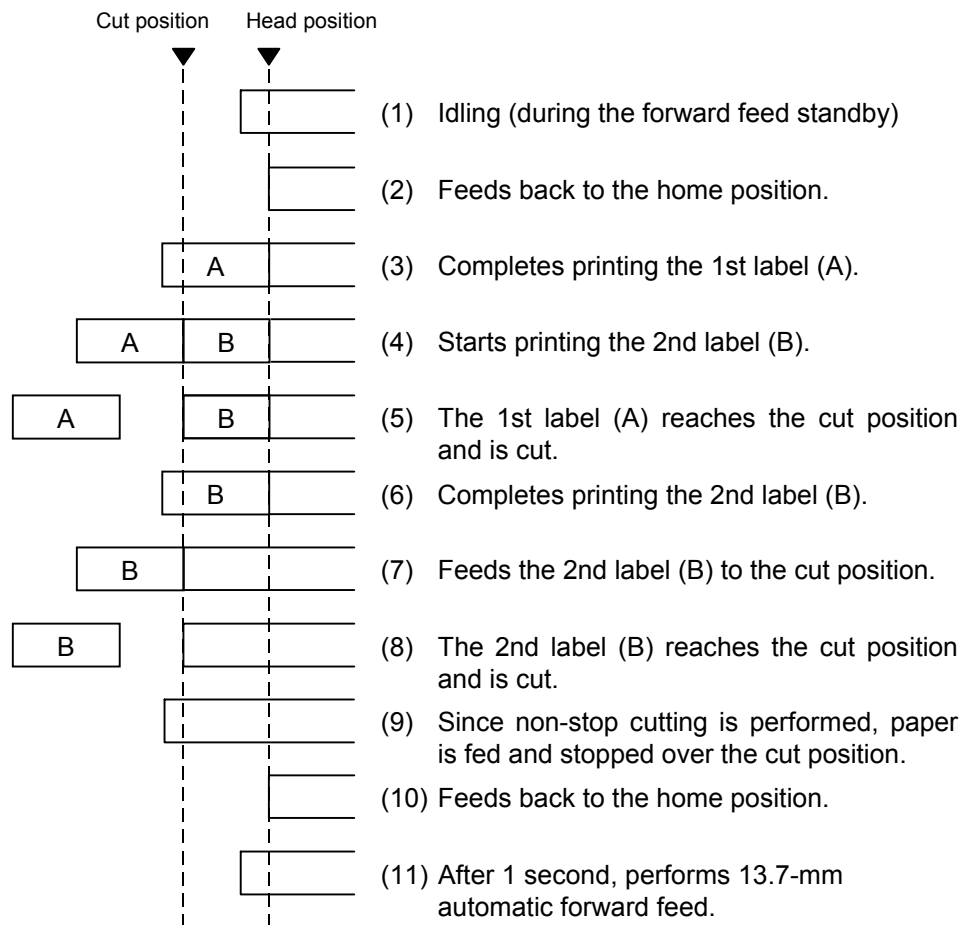 Cut position Head position
(1) Idling (during the forward feed standby)
(2) Feeds back to the home position.
A (3) Completes printing the 1st label (A).
A B (4) Starts printing the 2nd label (B).
A B (5) The 1st label (A) reaches the cut position
and is cut.
B (6) Completes printing the 2nd label (B).
B (7) Feeds the 2nd label (B) to the cut position.
B (8) The 2nd label (B) reaches the cut position
and is cut.
(9) Since non-stop cutting is performed, paper
is fed and stopped over the cut position.
(10) Feeds back to the home position.
(11) After 1 second, performs 13.7-mm
automatic forward feed.